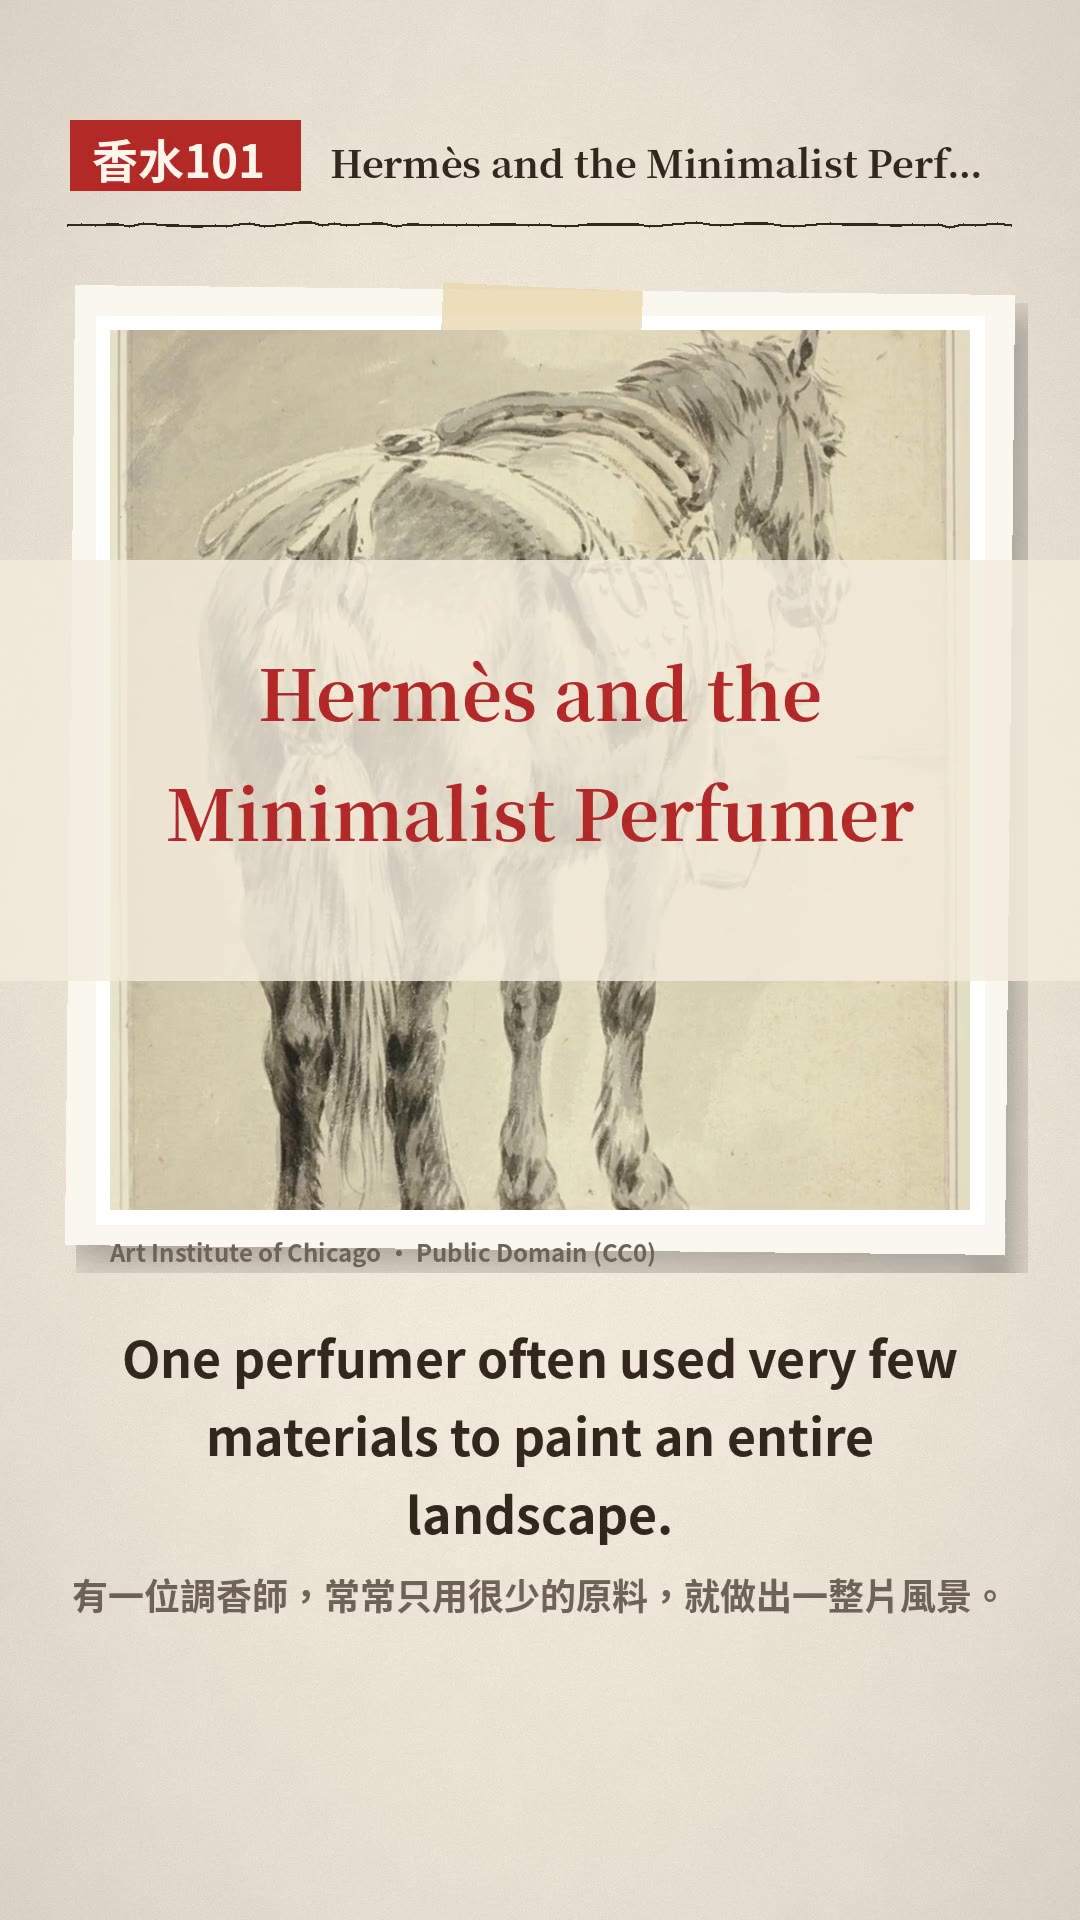 香水101
Hermès and the Minimalist Perf...
Hermès and the
Minimalist Perfumer
Art Institute of Chicago · Public Domain (CC0)
One perfumer often used very few
materials to paint an entire
landscape.
有一位調香師，常常只用很少的原料，就做出一整片風景。